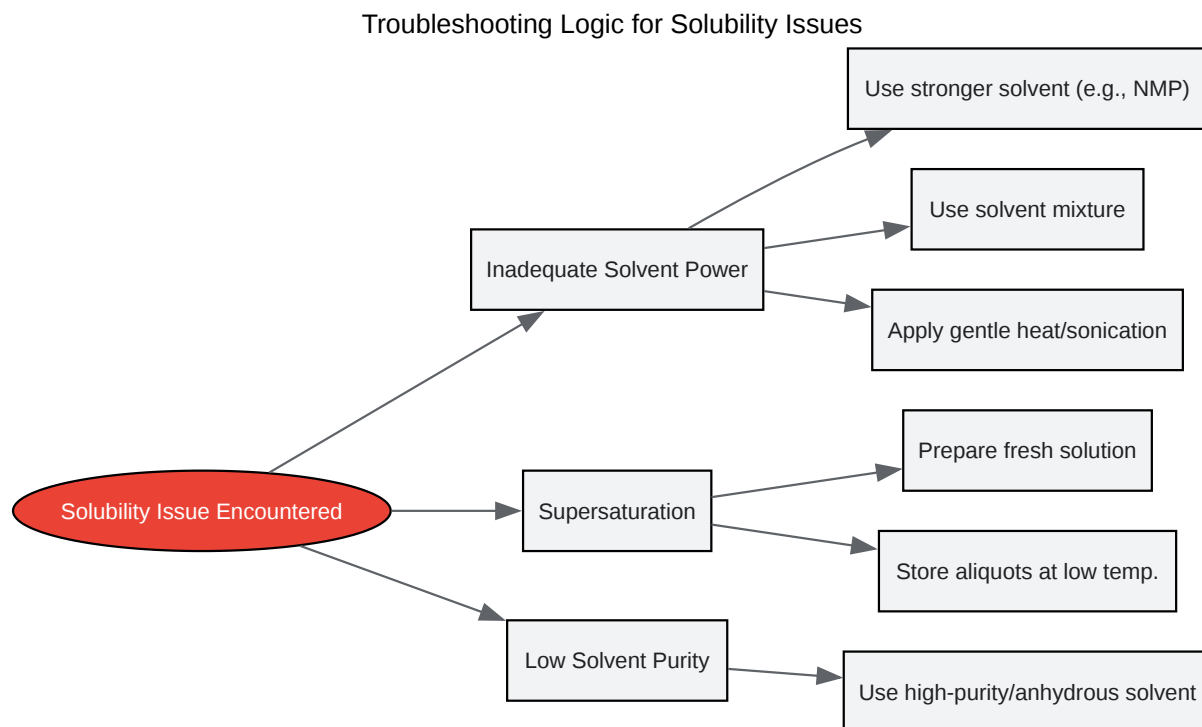 Troubleshooting Logic for Solubility Issues
Use stronger solvent (e.g., NMP)
Use solvent mixture
Inadequate Solvent Power
Apply gentle heat/sonication
Prepare fresh solution
Solubility Issue Encountered
Supersaturation
Store aliquots at low temp.
Low Solvent Purity
Use high-purity/anhydrous solvent